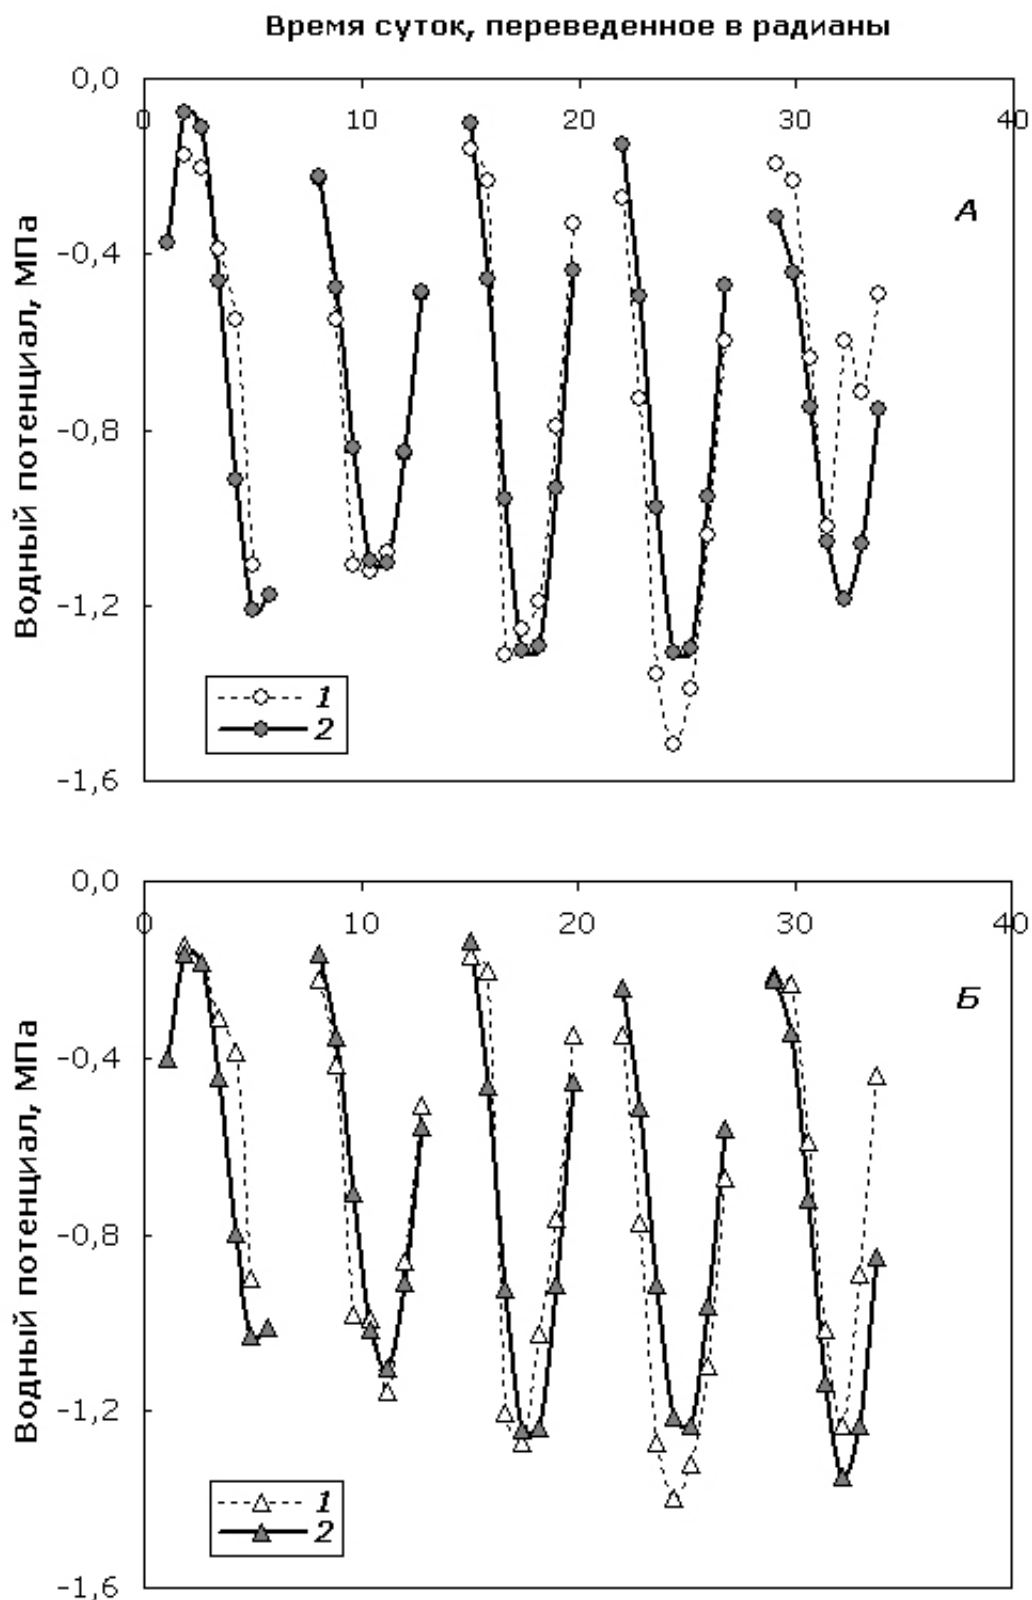 Время суток, переведенное в радианы
0,0
0 10 20 30 40
А
-0,4
-0,8
-1,2
-1,6
Водный потенциал, МПа
1
2
0,0
0 10 20 30 40
Б
-0,4
-0,8
-1,2
-1,6
Водный потенциал, МПа
1
2